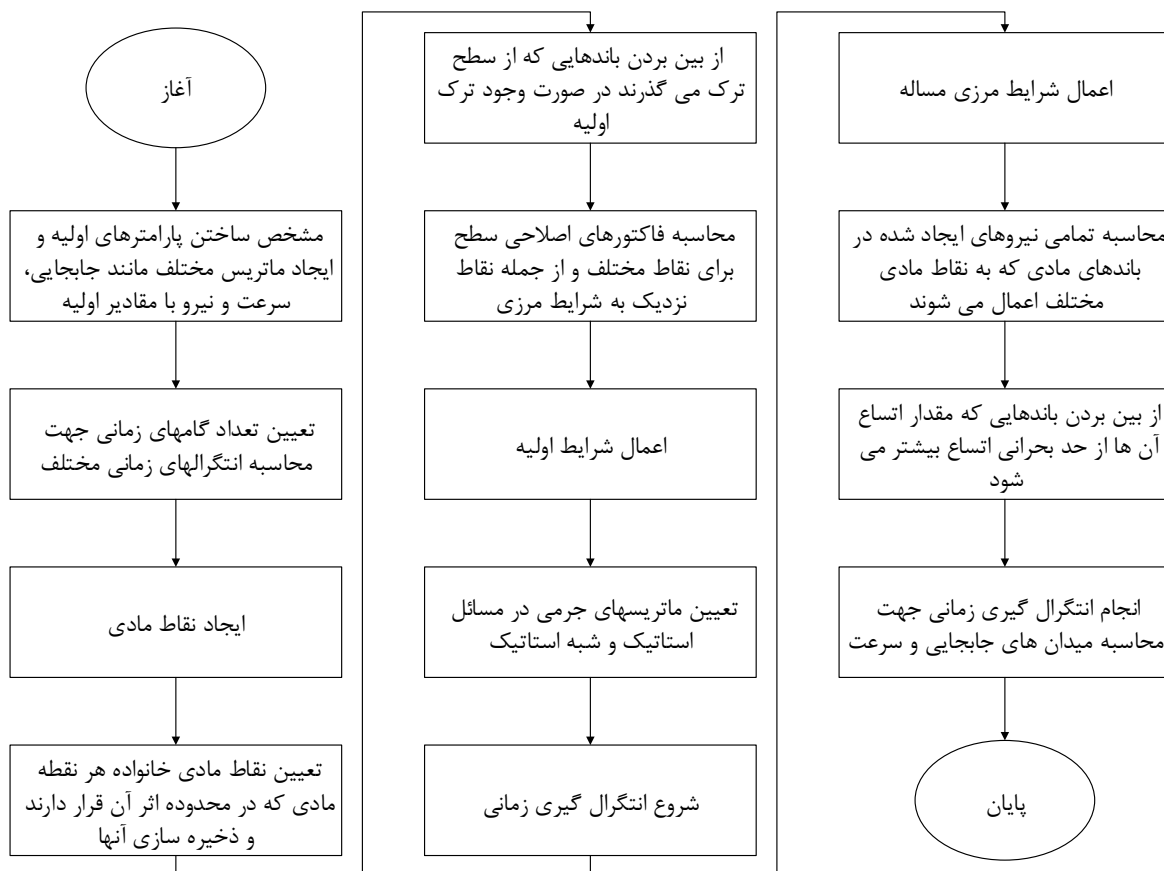 آغاز
مشخص ساختن پارامترهای اولیه و
ایجاد ماتریس مختلف مانند جابجایی،
سرعت و نیرو با مقادیر اولیه
تعیین تعداد گامهای زمانی جهت
محاسبه انتگرالهای زمانی مختلف
ایجاد نقاط مادی
تعیین نقاط مادی خانواده هر نقطه
مادی که در محدوده اثر آن قرار دارند
و ذخیره سازی آنها
از بین بردن باندهایی که از سطح
ترک می گذرند در صورت وجود ترک
اولیه
محاسبه فاکتورهای اصلاحی سطح
برای نقاط مختلف و از جمله نقاط
نزدیک به شرایط مرزی
اعمال شرایط اولیه
تعیین ماتریسهای جرمی در مسائل
استاتیک و شبه استاتیک
شروع انتگرال گیری زمانی
اعمال شرایط مرزی مساله
محاسبه تمامی نیروهای ایجاد شده در
باندهای مادی که به نقاط مادی
مختلف اعمال می شوند
از بین بردن باندهایی که مقدار اتساع
آن ها از حد بحرانی اتساع بیشتر می
شود
انجام انتگرال گیری زمانی جهت
محاسبه میدان های جابجایی و سرعت
پایان